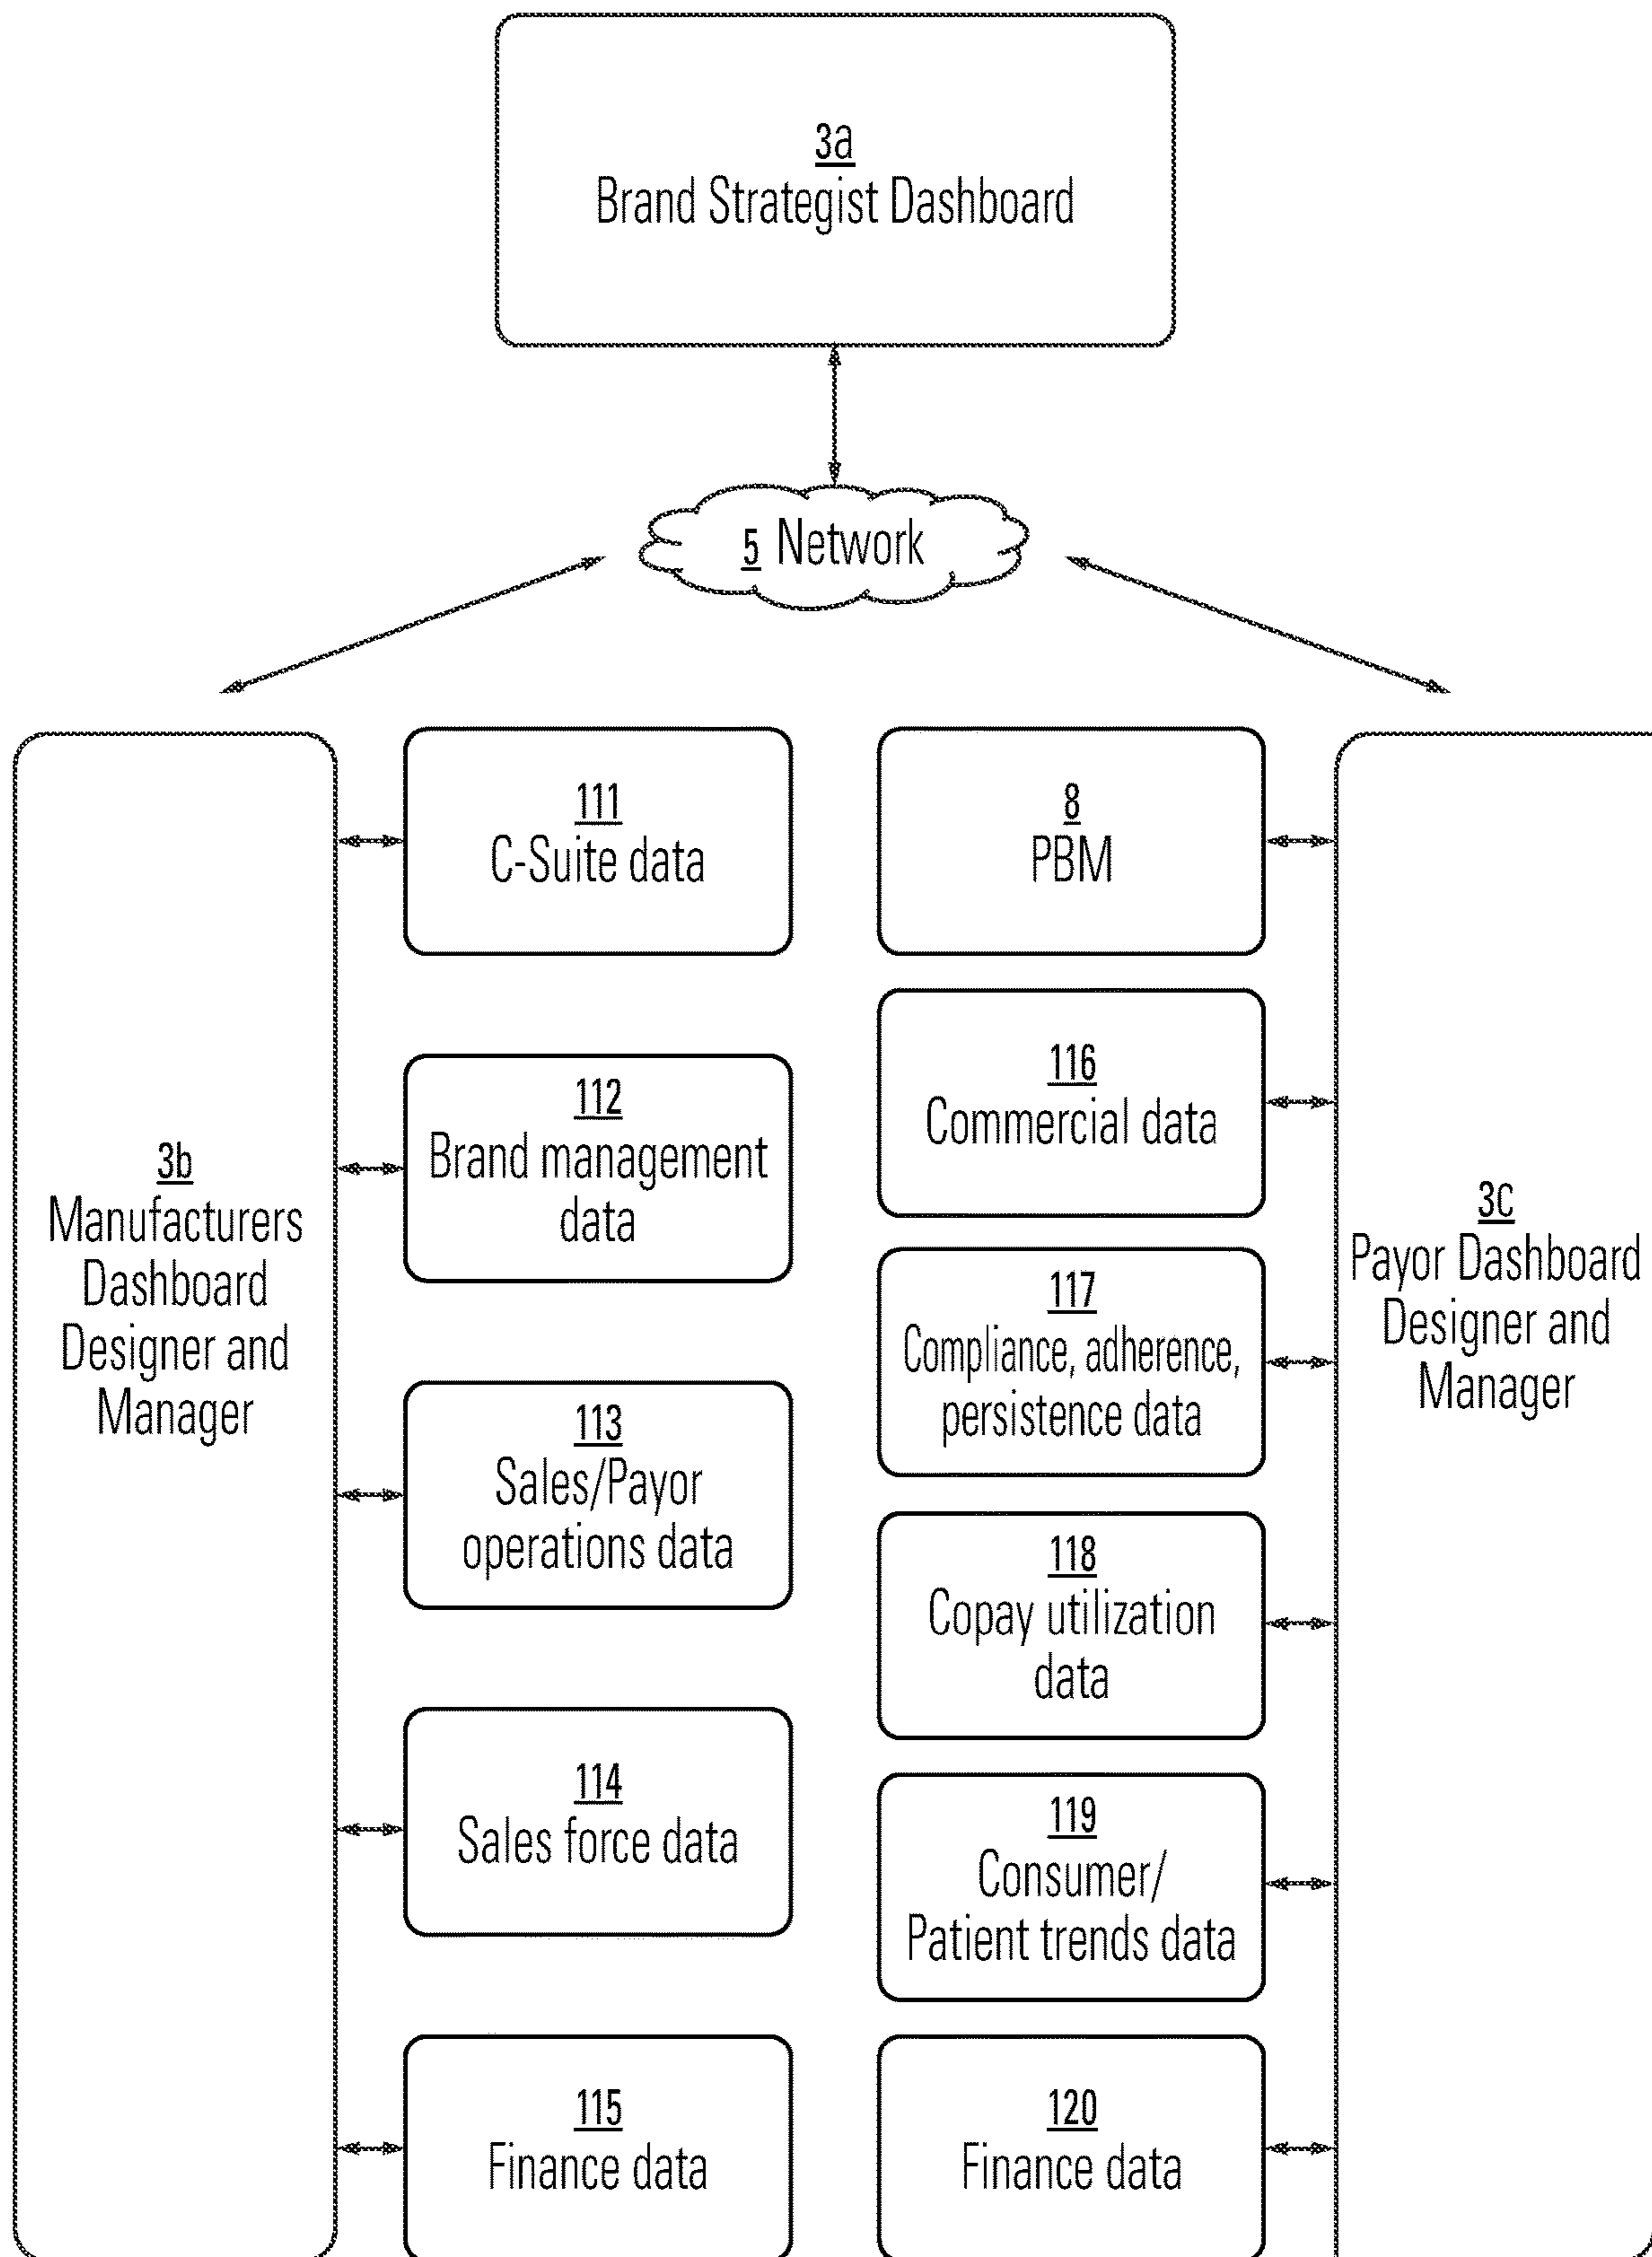 3a
Brand Strategist Dashboard
5 Network
3b
Manufacturers
Dashboard
Designer and
Manager
111
C-Suite data
112
Brand management
data
113
Sales/Payor
operations data
114
Sales force data
115
Finance data
8
PBM
116
Commercial data
117
Compliance, adherence,
persistence data
118
Copay utilization
data
119
Consumer/
Patient trends data
120
Finance data
3c
Payor Dashboard
Designer and
Manager